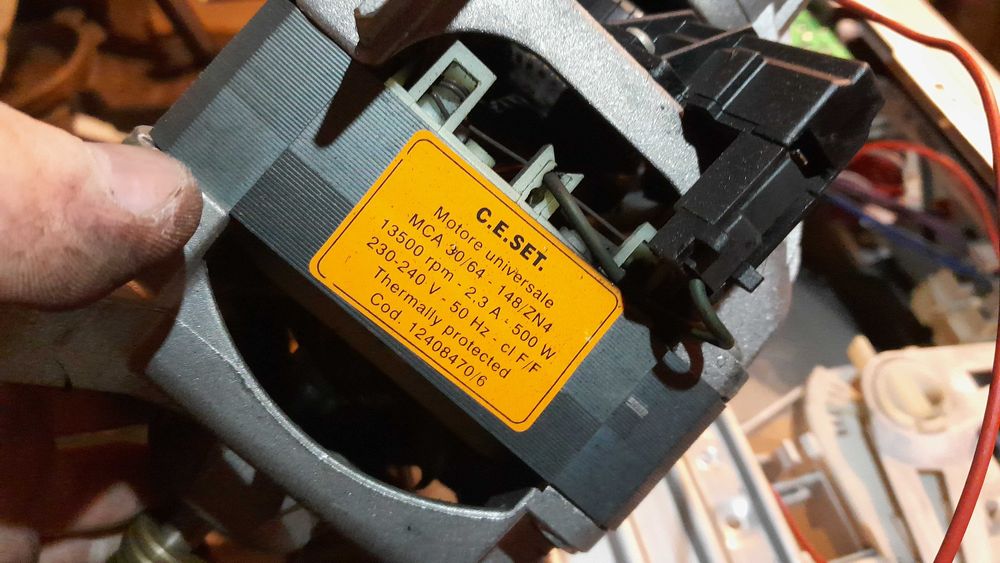 C.E.SET.
Motore universale
MCA 30/64 - 148/ZN4
13500 rpm - 2.3 A - 500 W
230-240 V - 50 Hz - cl F/F
Thermally protected
Cod. 12408470/6